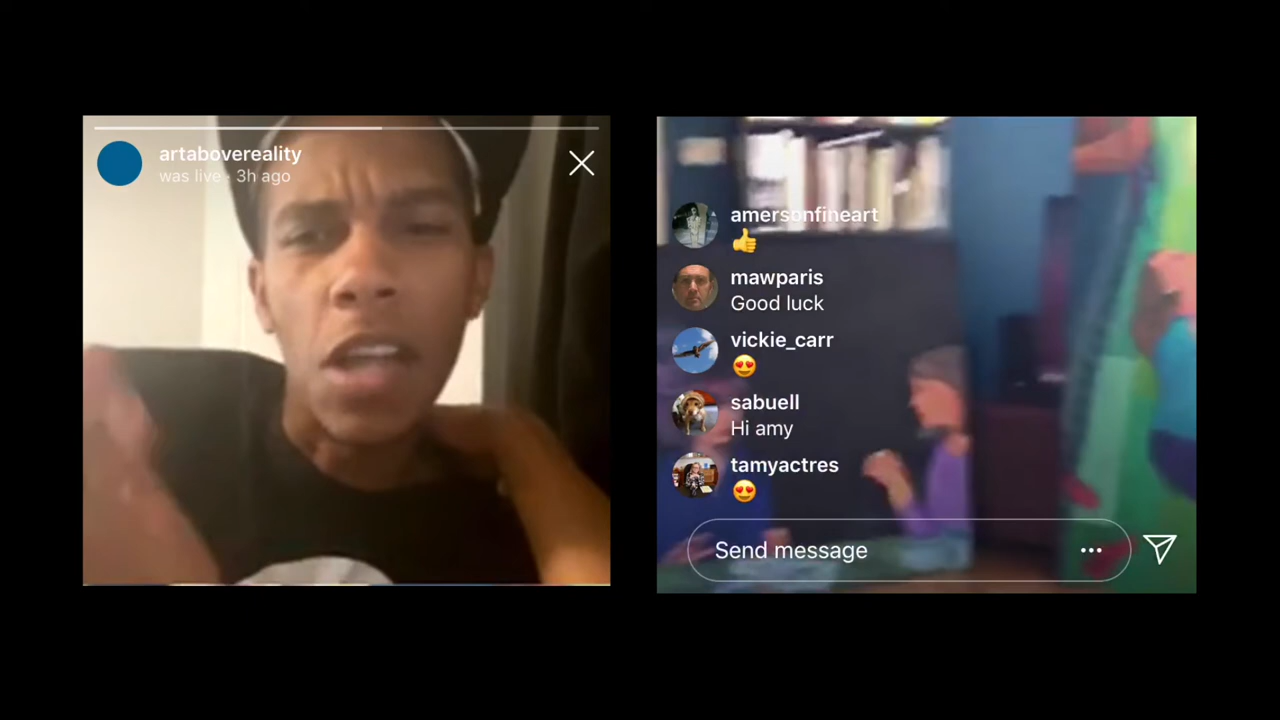 artabovereality
was live · 3h ago
amersonfineart
👍
mawparis
Good luck
vickie_carr
😍
sabuell
Hi amy
tamyactres
😍
Send message